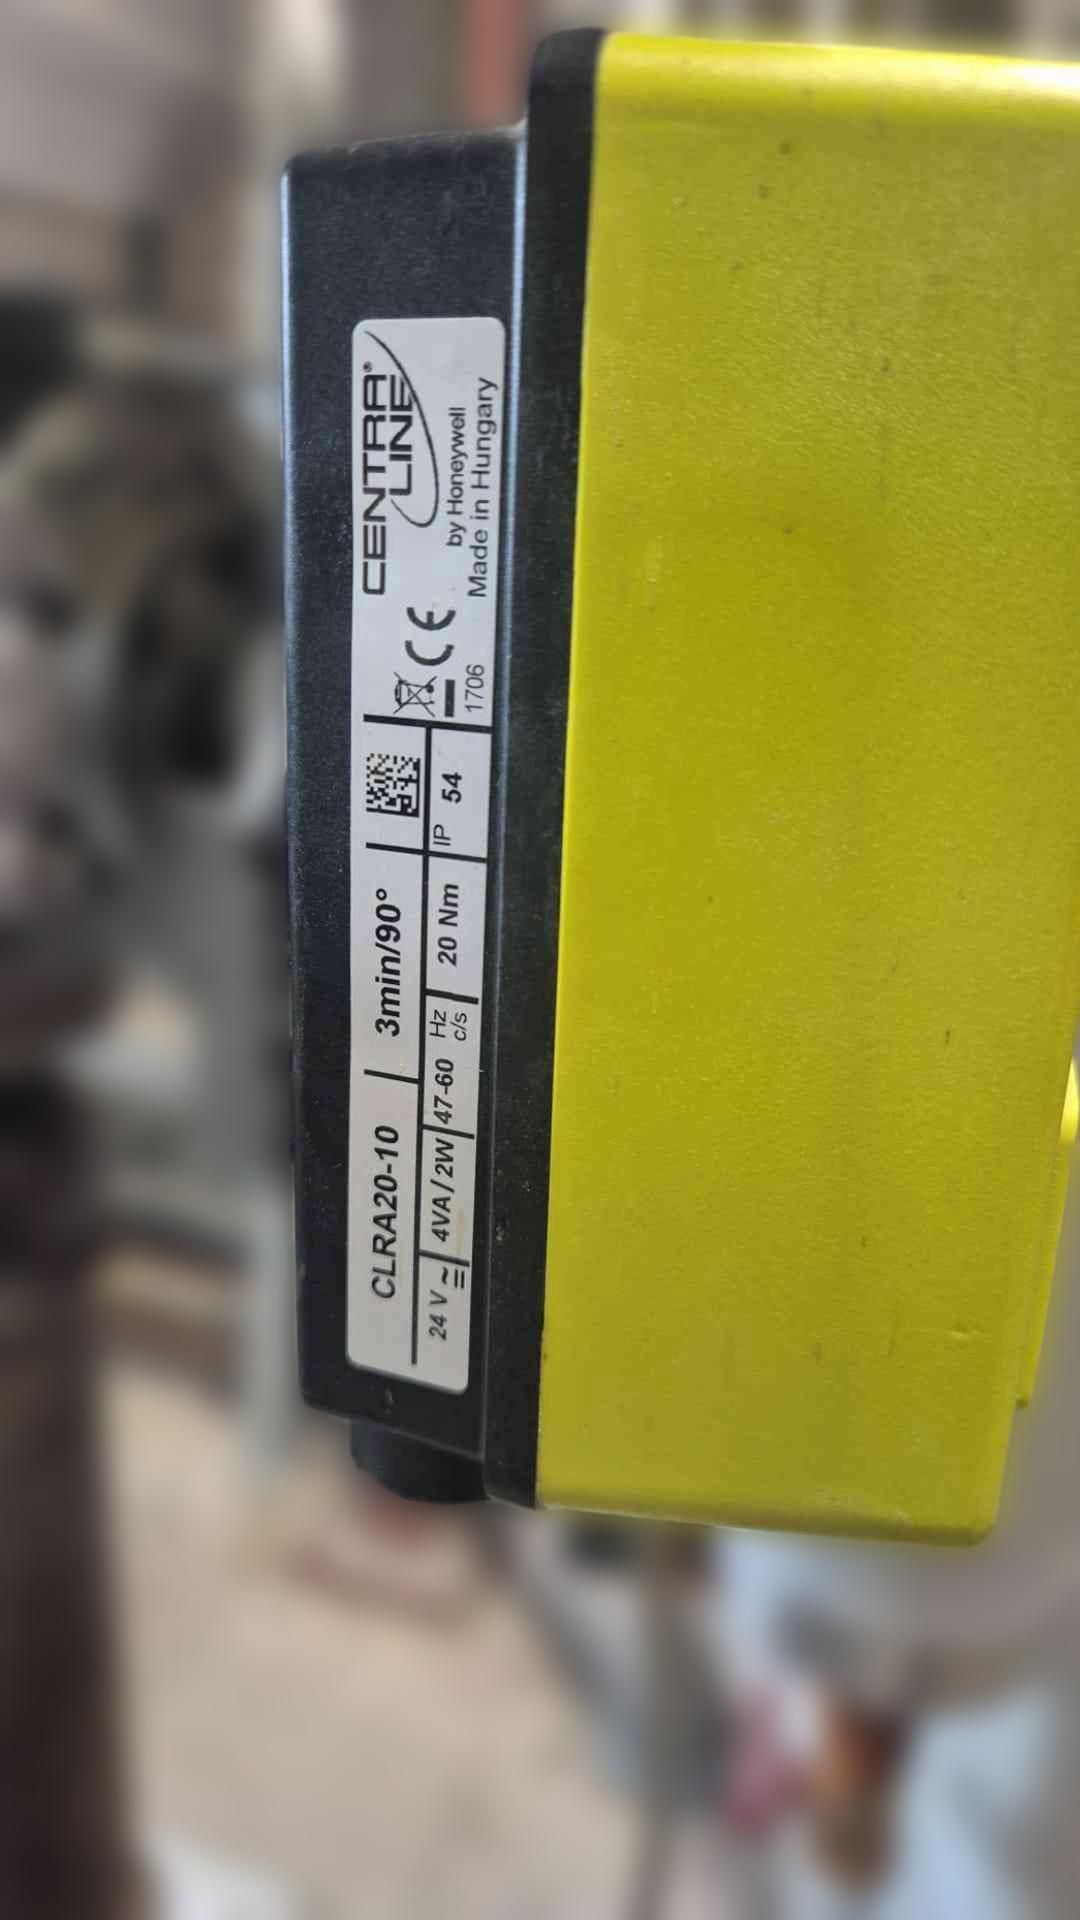 CLRA20-10 3min/90°
24 V ~ 4VA / 2W 47-60 Hz c/s 20 Nm IP 54
CE
1706
CENTRA®
LINE
by Honeywell
Made in Hungary